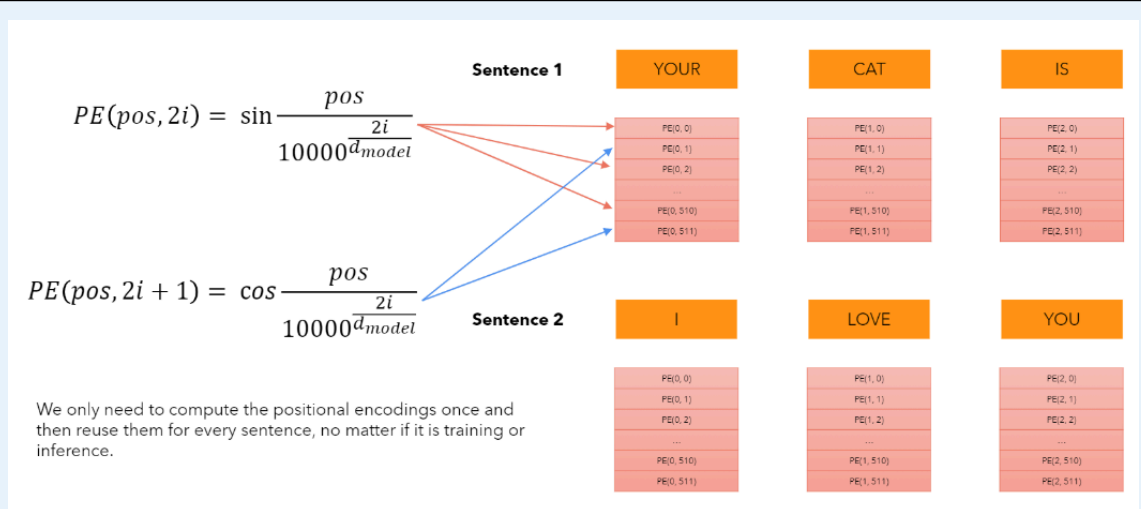 Sentence 1
YOUR CAT IS
PE(pos, 2i) = sin pos / 10000^(2i / d_model)
PE(0, 0) PE(1, 0) PE(2, 0)
PE(0, 1) PE(1, 1) PE(2, 1)
PE(0, 2) PE(1, 2) PE(2, 2)
... ... ...
PE(0, 510) PE(1, 510) PE(2, 510)
PE(0, 511) PE(1, 511) PE(2, 511)
PE(pos, 2i + 1) = cos pos / 10000^(2i / d_model)
Sentence 2
I LOVE YOU
PE(0, 0) PE(1, 0) PE(2, 0)
PE(0, 1) PE(1, 1) PE(2, 1)
PE(0, 2) PE(1, 2) PE(2, 2)
... ... ...
PE(0, 510) PE(1, 510) PE(2, 510)
PE(0, 511) PE(1, 511) PE(2, 511)
We only need to compute the positional encodings once and
then reuse them for every sentence, no matter if it is training or
inference.